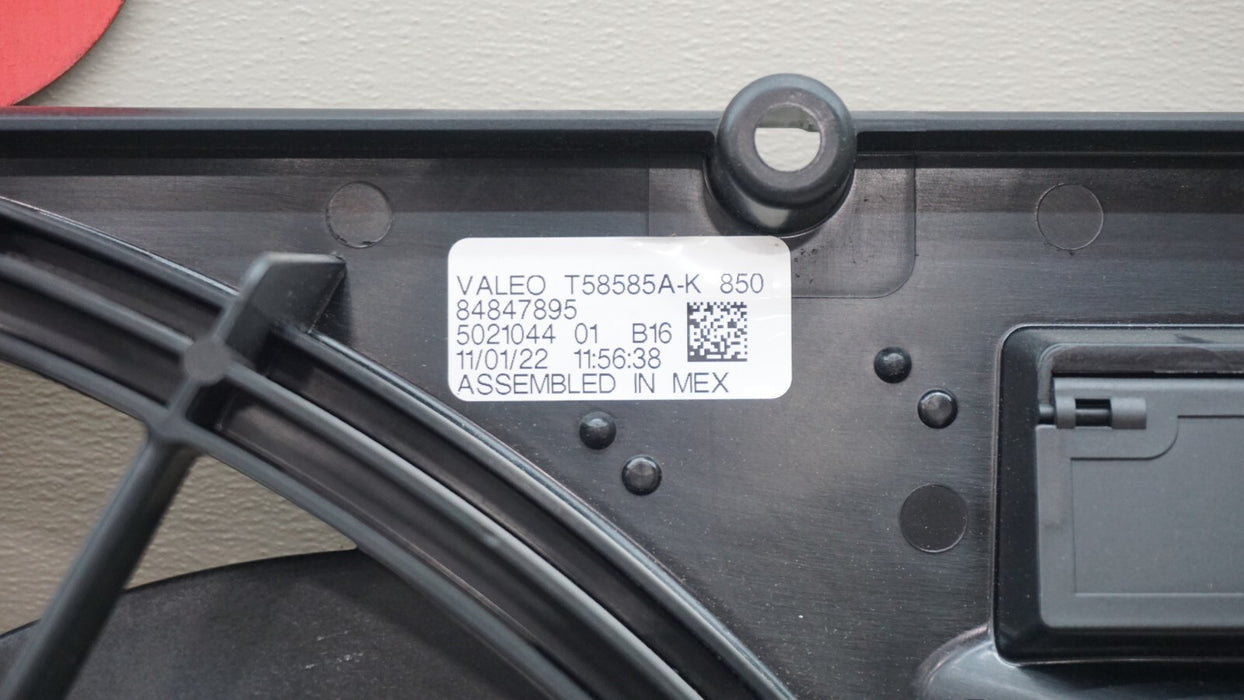 VALEO T58585A-K 850
84847895
5021044 01 B16
11/01/22 11:56:38
ASSEMBLED IN MEX